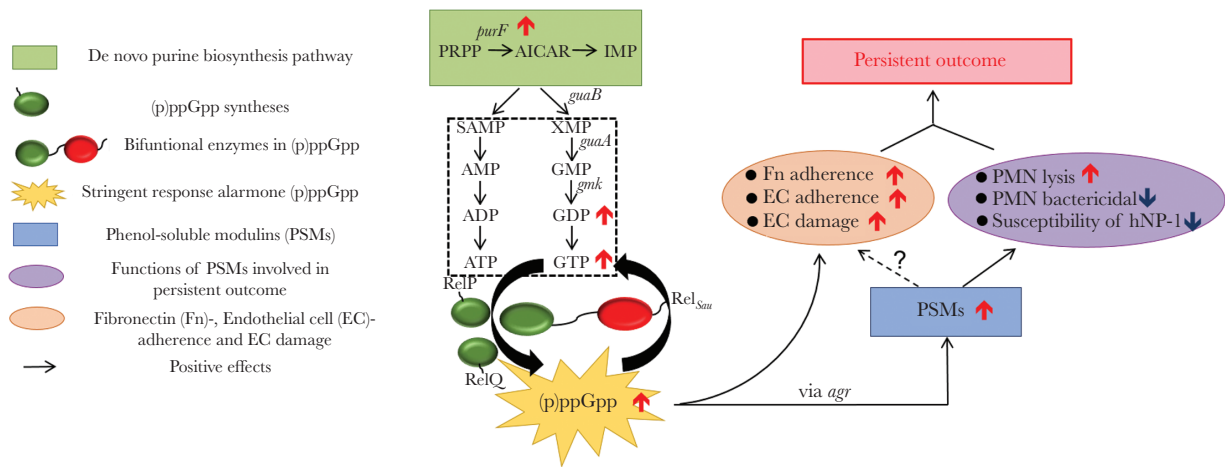 De novo purine biosynthesis pathway
(p)ppGpp syntheses
Bifuntional enzymes in (p)ppGpp
Stringent response alarmone (p)ppGpp
Phenol-soluble modulins (PSMs)
Functions of PSMs involved in
persistent outcome
Fibronectin (Fn)-, Endothelial cell (EC)-
adherence and EC damage
Positive effects
purF
PRPP AICAR IMP
guaB
SAMP XMP
guaA
AMP GMP
gmk
ADP GDP
ATP GTP
RelP
Rel Sau
RelQ
(p)ppGpp
via agr
Persistent outcome
● Fn adherence
● EC adherence
● EC damage
● PMN lysis
● PMN bactericidal
● Susceptibility of hNP-1
?
PSMs